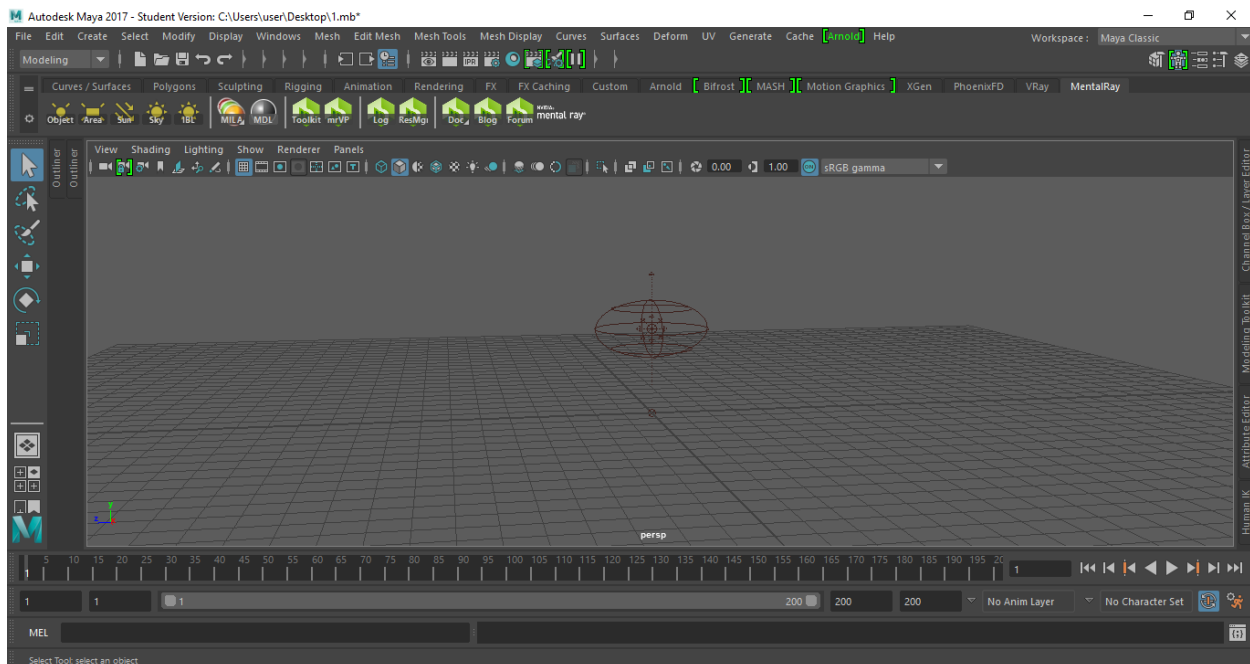 Autodesk Maya 2017 - Student Version: C:\Users\user\Desktop\1.mb*
File Edit Create Select Modify Display Windows Mesh Edit Mesh Mesh Tools Mesh Display Curves Surfaces Deform UV Generate Cache [Arnold] Help Workspace : Maya Classic
Modeling
Curves / Surfaces Polygons Sculpting Rigging Animation Rendering FX FX Caching Custom Arnold [ Bifrost ][ MASH ][ Motion Graphics ] XGen PhoenixFD VRay MentalRay
Object Area Sun Sky IBL MILA MDL Toolkit mrVP Log ResMgr Doc Blog Forum NVIDIA. mental ray
Outliner
Outliner
View Shading Lighting Show Renderer Panels
0.00 1.00 sRGB gamma
Channel Box / Layer Editor
Modeling Toolkit
Attribute Editor
Human IK
y
z
persp
5 10 15 20 25 30 35 40 45 50 55 60 65 70 75 80 85 90 95 100 105 110 115 120 125 130 135 140 145 150 155 160 165 170 175 180 185 190 195 20
1 1
1 1 1 200 200 200 No Anim Layer No Character Set
MEL
Select Tool: select an object